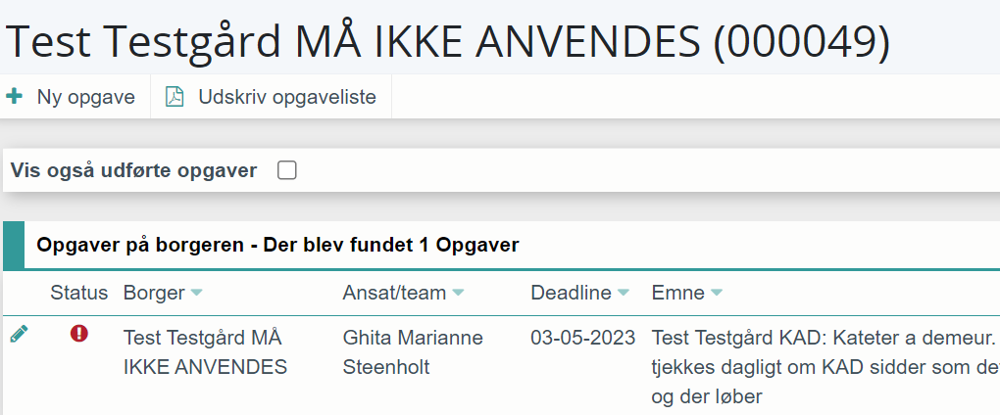 Test Testgård MÅ IKKE ANVENDES (000049)
Ny opgave Udskriv opgaveliste
Vis også udførte opgaver
Opgaver på borgeren - Der blev fundet 1 Opgaver
Status Borger Ansat/team Deadline Emne
Test Testgård MÅ Ghita Marianne 03-05-2023 Test Testgård KAD: Kateter a demeur.
IKKE ANVENDES Steenholt tjekkes dagligt om KAD sidder som
og der løber